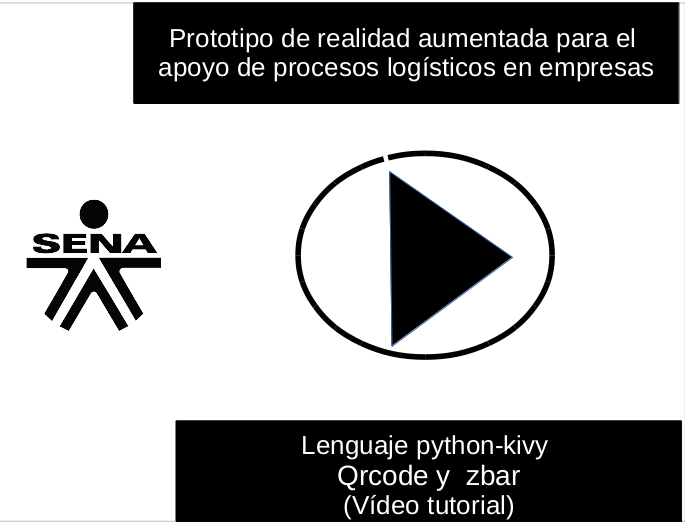 Prototipo de realidad aumentada para el
apoyo de procesos logísticos en empresas
SENA
Lenguaje python-kivy
Qrcode y  zbar
(Vídeo tutorial)